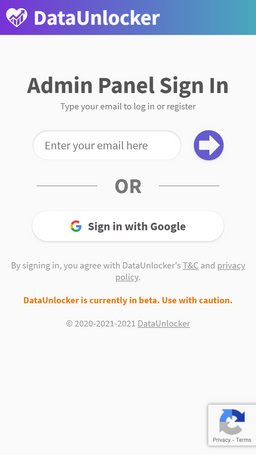 DataUnlocker
Admin Panel Sign In
Type your email to log in or register
Enter your email here
OR
Sign in with Google
By signing in, you agree with DataUnlocker's T&C and privacy
policy.
DataUnlocker is currently in beta. Use with caution.
© 2020-2021-2021 DataUnlocker
Privacy - Terms